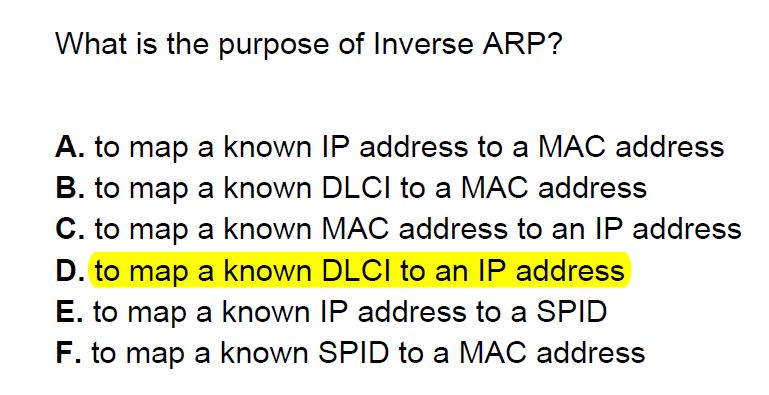 What is the purpose of Inverse ARP?
A. to map a known IP address to a MAC address
B. to map a known DLCI to a MAC address
C. to map a known MAC address to an IP address
D. to map a known DLCI to an IP address
E. to map a known IP address to a SPID
F. to map a known SPID to a MAC address